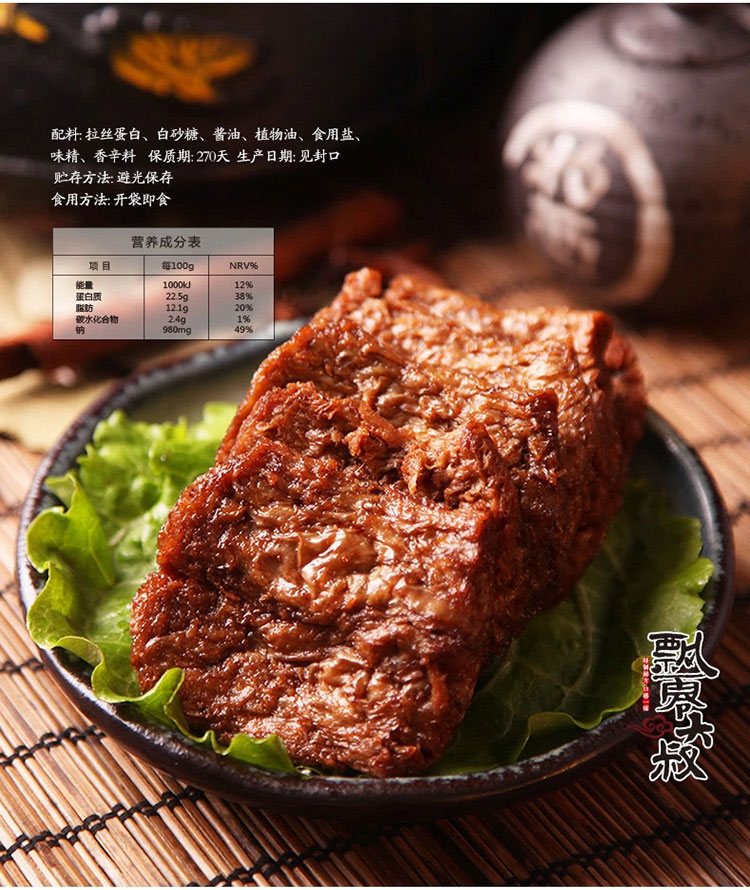 配料: 拉丝蛋白、白砂糖、酱油、植物油、食用盐、
味精、香辛料 保质期: 270天 生产日期: 见封口
贮存方法: 避光保存
食用方法: 开袋即食
营养成分表
项 目 每100g NRV%
能量 1000kJ 12%
蛋白质 22.5g 38%
脂肪 12.1g 20%
碳水化合物 2.4g 1%
钠 980mg 49%
飘零大叔